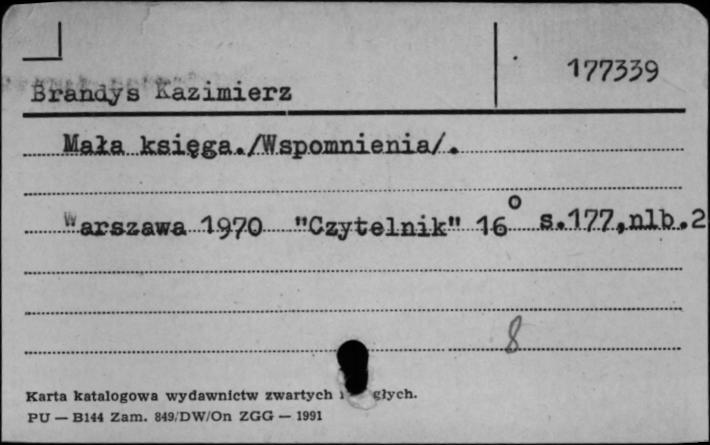 177339
Brandys Kazimierz
Mała księga./Wspomnienia/.
Warszawa 1970 "Czytelnik" 16° s.177,nlb.2
8
Karta katalogowa wydawnictw zwartych i głych.
PU — B144 Zam. 849/DW/On ZGG — 1991